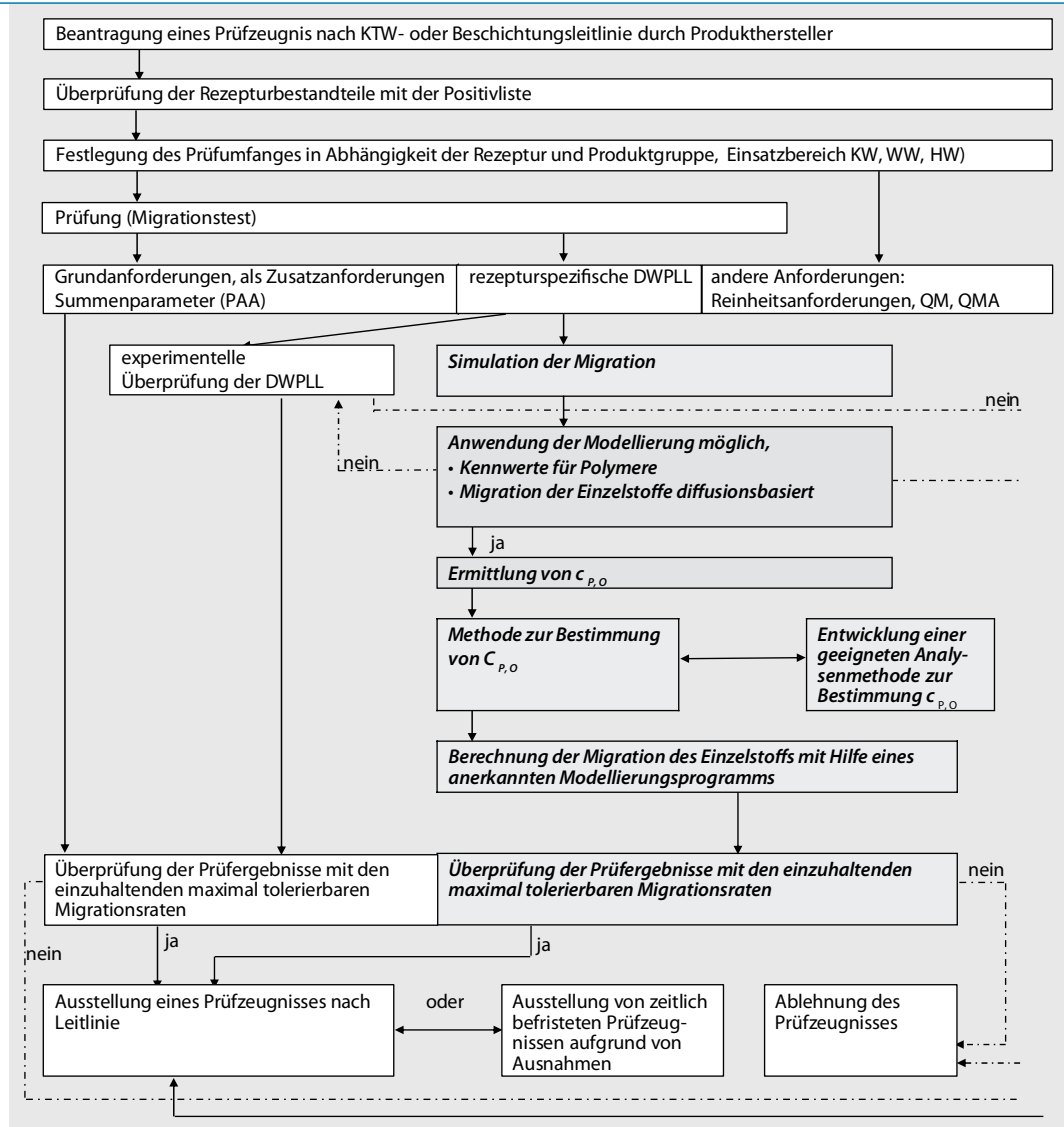 Beantragung eines Prüfzeugnis nach KTW- oder Beschichtungsleitlinie durch Produkthersteller
Überprüfung der Rezepturbestandteile mit der Positivliste
Festlegung des Prüfumfanges in Abhängigkeit der Rezeptur und Produktgruppe, Einsatzbereich KW, WW, HW)
Prüfung (Migrationstest)
Grundanforderungen, als Zusatzanforderungen
Summenparameter (PAA)
rezepturspezifische DWPLL
andere Anforderungen:
Reinheitsanforderungen, QM, QMA
experimentelle
Überprüfung der DWPLL
Simulation der Migration
nein
Anwendung der Modellierung möglich,
• Kennwerte für Polymere
• Migration der Einzelstoffe diffusionsbasiert
nein
ja
Ermittlung von c P, O
Methode zur Bestimmung
von C P, O
Entwicklung einer
geeigneten Analy-
senmethode zur
Bestimmung c P, O
Berechnung der Migration des Einzelstoffs mit Hilfe eines
anerkannten Modellierungsprogramms
Überprüfung der Prüfergebnisse mit den
einzuhaltenden maximal tolerierbaren
Migrationsraten
Überprüfung der Prüfergebnisse mit den einzuhaltenden
maximal tolerierbaren Migrationsraten
nein
nein
ja
ja
Ausstellung eines Prüfzeugnisses nach
Leitlinie
oder
Ausstellung von zeitlich
befristeten Prüfzeug-
nissen aufgrund von
Ausnahmen
Ablehnung des
Prüfzeugnisses